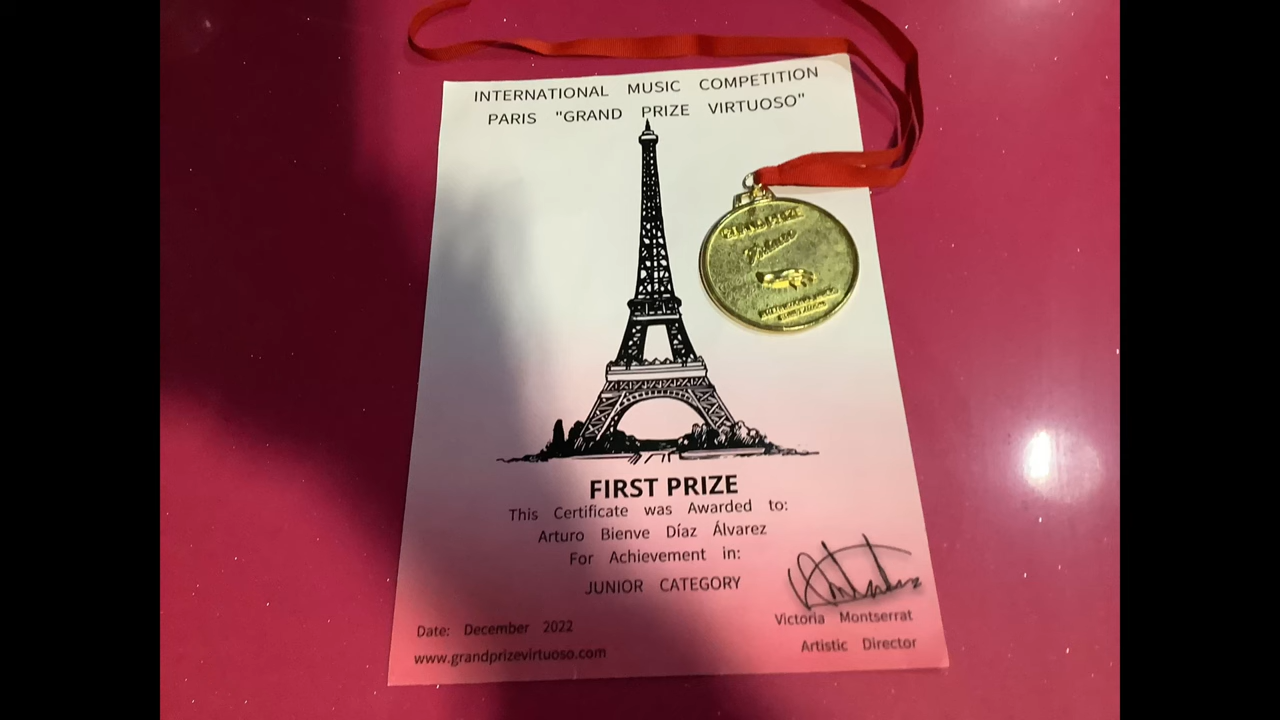 INTERNATIONAL MUSIC COMPETITION
PARIS "GRAND PRIZE VIRTUOSO"
FIRST PRIZE
This Certificate was Awarded to:
Arturo Bienve Díaz Álvarez
For Achievement in:
JUNIOR CATEGORY
Date: December 2022
www.grandprizevirtuoso.com
Victoria Montserrat
Artistic Director